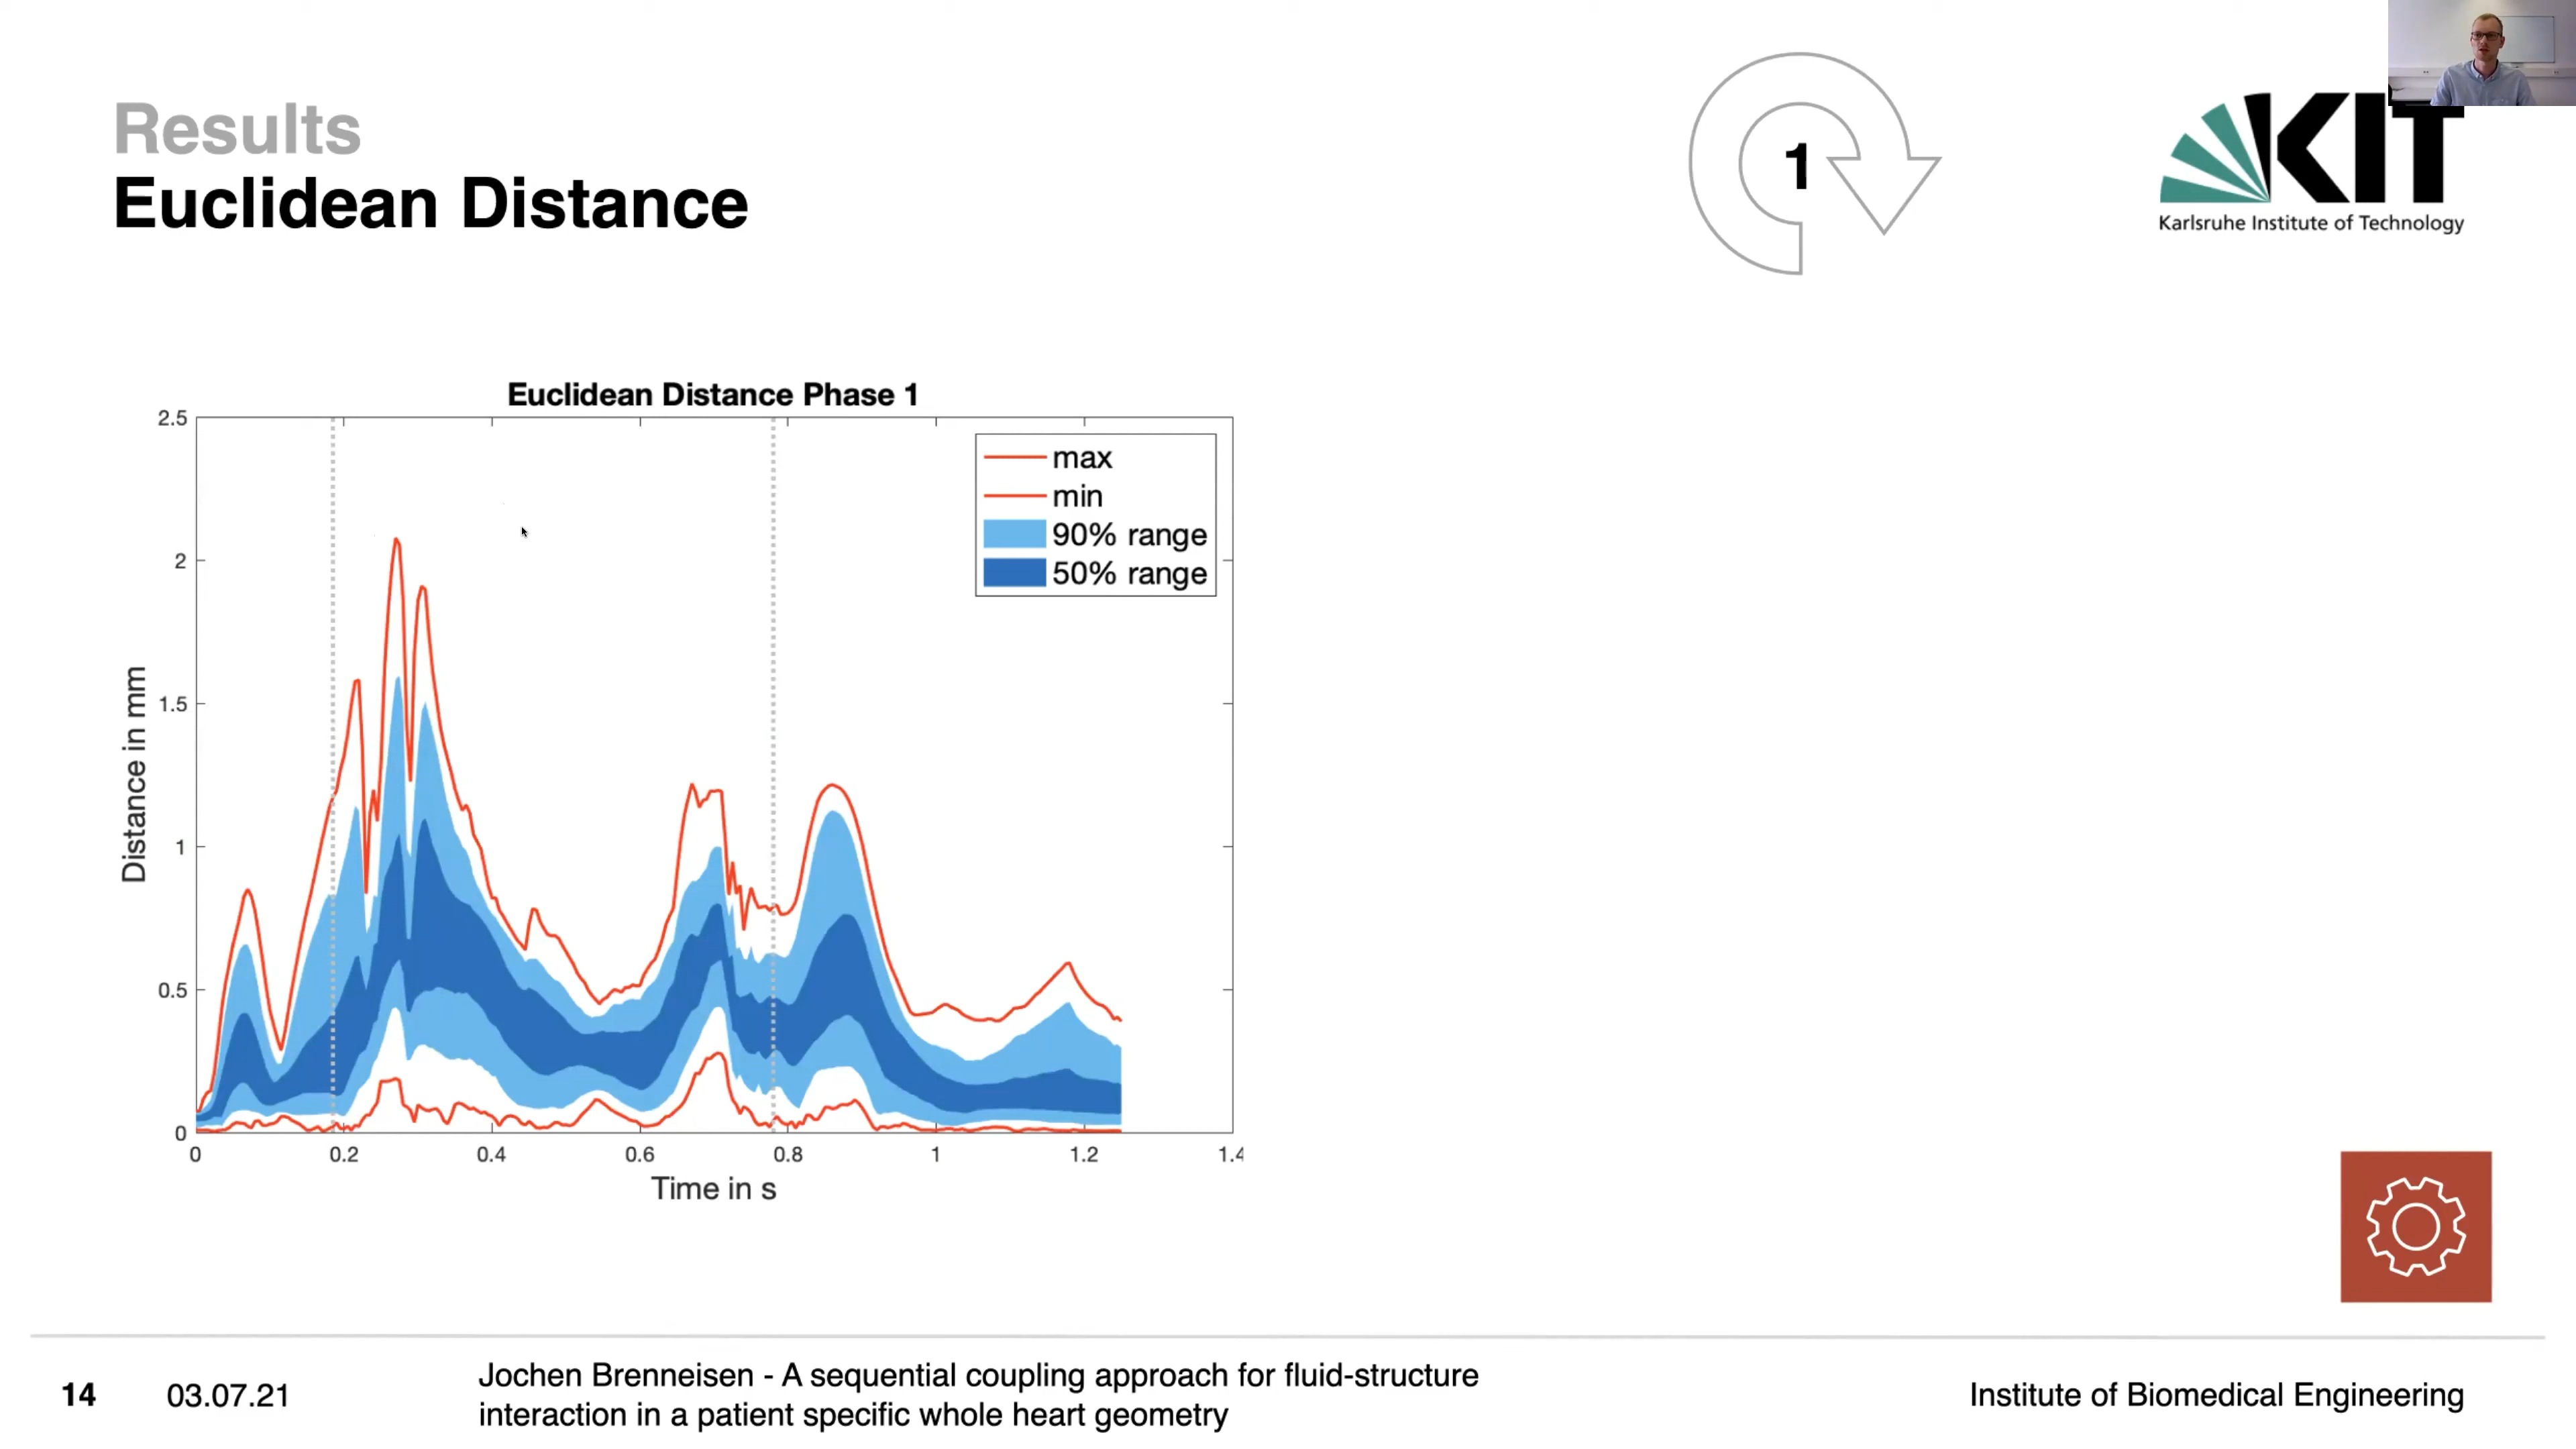 Results
Euclidean Distance
1
KIT
Karlsruhe Institute of Technology
Euclidean Distance Phase 1
max
min
90% range
50% range
2.5
2
1.5
1
0.5
0
Distance in mm
0 0.2 0.4 0.6 0.8 1 1.2 1.4
Time in s
14 03.07.21
Jochen Brenneisen - A sequential coupling approach for fluid-structure
interaction in a patient specific whole heart geometry
Institute of Biomedical Engineering